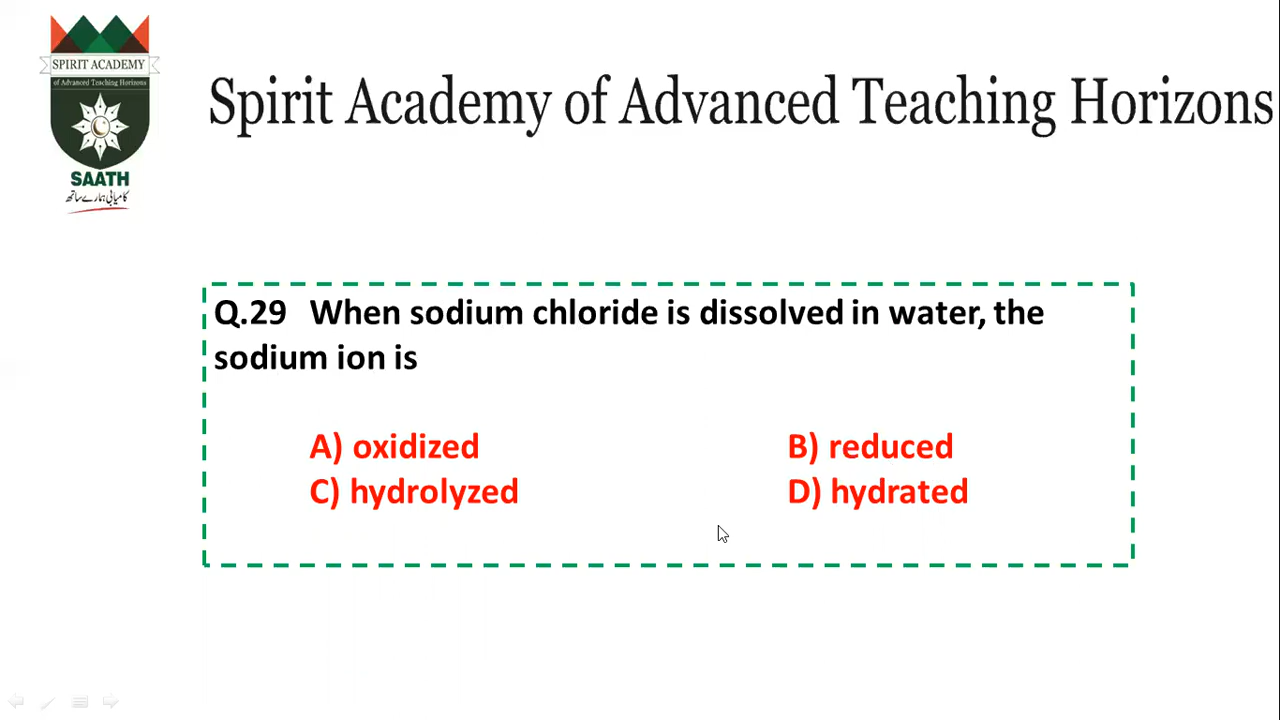 SPIRIT ACADEMY
of Advanced Teaching Horizons
SAATH
کامیابی ہمارے ساتھ
Spirit Academy of Advanced Teaching Horizons
Q.29 When sodium chloride is dissolved in water, the
sodium ion is
A) oxidized B) reduced
C) hydrolyzed D) hydrated